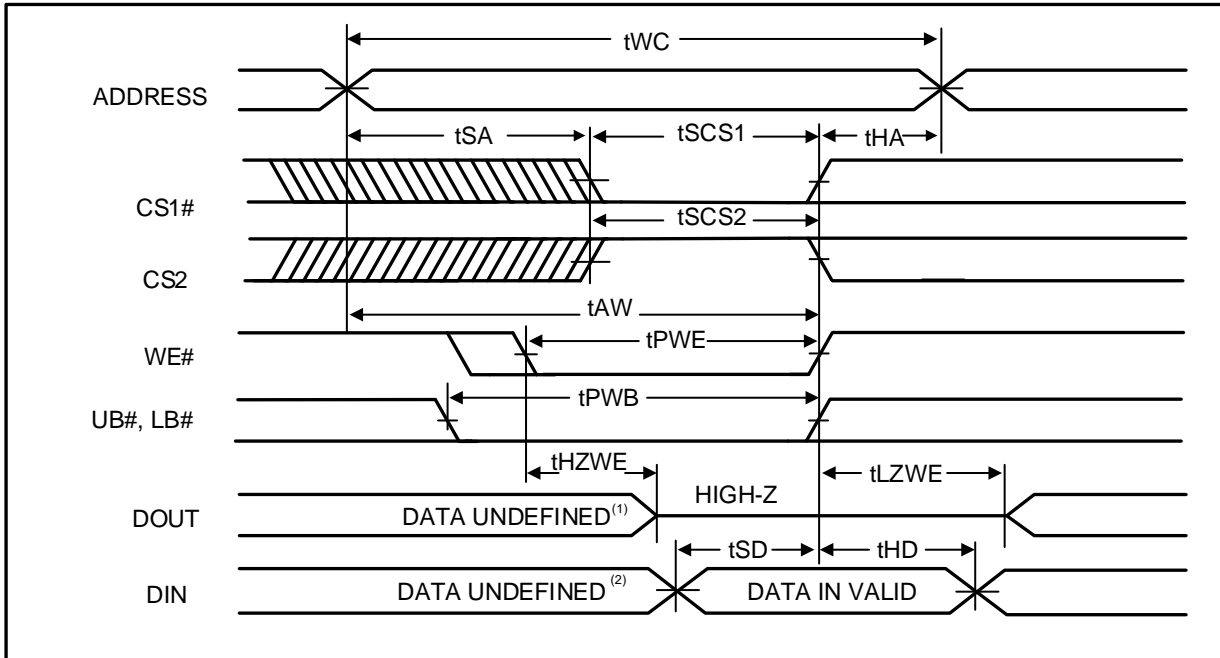 tWC
ADDRESS
tSA
tSCS1
tHA
CS1#
tSCS2
CS2
tAW
WE#
tPWE
tPWB
UB#, LB#
tHZWE
tLZWE
HIGH-Z
DOUT
DATA UNDEFINED(1)
tSD
tHD
DIN
DATA UNDEFINED (2)
DATA IN VALID